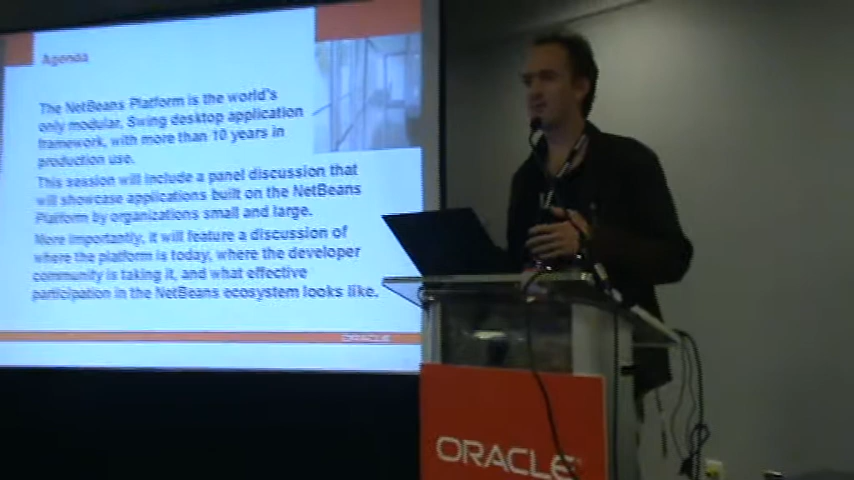 Agenda
The NetBeans Platform is the world's
only modular, Swing desktop application
framework, with more than 10 years in
production use.
This session will include a panel discussion that
will showcase applications built on the NetBeans
Platform by organizations small and large.
More importantly, it will feature a discussion of
where the platform is today, where the developer
community is taking it, and what effective
participation in the NetBeans ecosystem looks like.
ORACLE
ORACLE